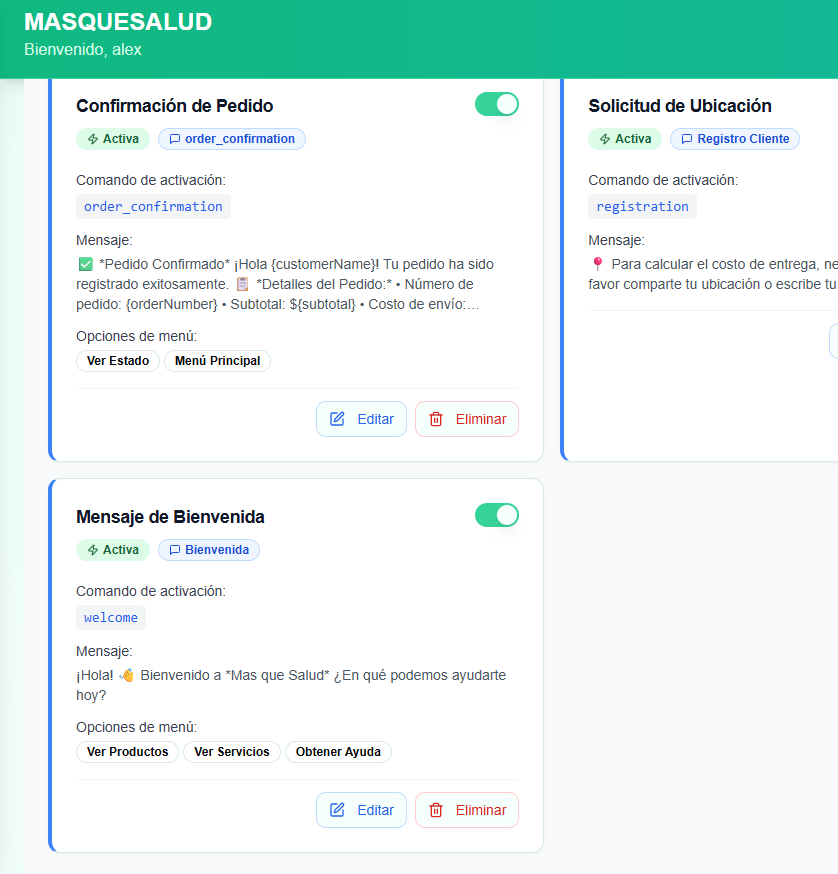 MASQUESALUD
Bienvenido, alex
Confirmación de Pedido
Activa
order_confirmation
Comando de activación:
order_confirmation
Mensaje:
✅ *Pedido Confirmado* ¡Hola {customerName}! Tu pedido ha sido
registrado exitosamente. 📋 *Detalles del Pedido:* • Número de
pedido: {orderNumber} • Subtotal: ${subtotal} • Costo de envío:…
Opciones de menú:
Ver Estado
Menú Principal
Editar
Eliminar
Solicitud de Ubicación
Activa
Registro Cliente
Comando de activación:
registration
Mensaje:
📍 Para calcular el costo de entrega, ne
favor comparte tu ubicación o escribe tu
Mensaje de Bienvenida
Activa
Bienvenida
Comando de activación:
welcome
Mensaje:
¡Hola! 👋 Bienvenido a *Mas que Salud* ¿En qué podemos ayudarte
hoy?
Opciones de menú:
Ver Productos
Ver Servicios
Obtener Ayuda
Editar
Eliminar